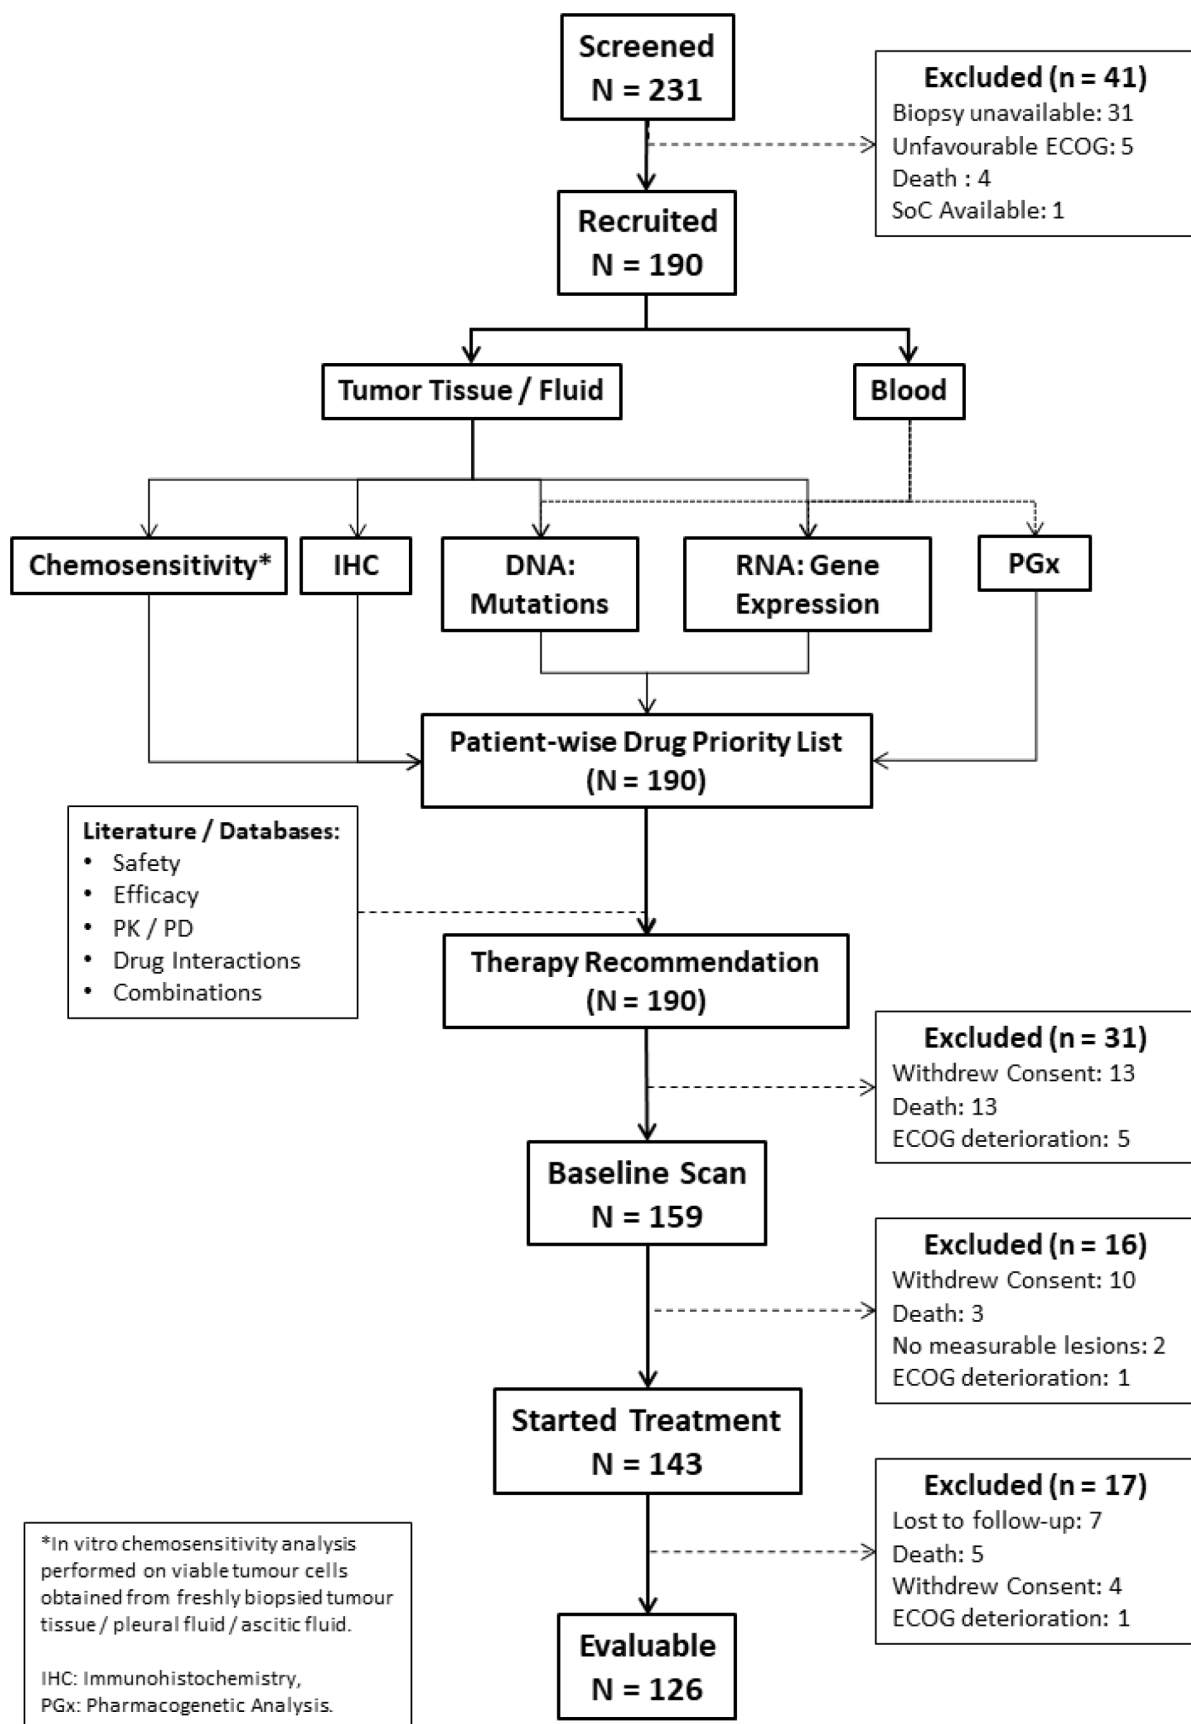 Screened
N = 231
Excluded (n = 41)
Biopsy unavailable: 31
Unfavourable ECOG: 5
Death : 4
SoC Available: 1
Recruited
N = 190
Tumor Tissue / Fluid
Blood
Chemosensitivity*
IHC
DNA:
Mutations
RNA: Gene
Expression
PGx
Patient-wise Drug Priority List
(N = 190)
Literature / Databases:
• Safety
• Efficacy
• PK / PD
• Drug Interactions
• Combinations
Therapy Recommendation
(N = 190)
Excluded (n = 31)
Withdrew Consent: 13
Death: 13
ECOG deterioration: 5
Baseline Scan
N = 159
Excluded (n = 16)
Withdrew Consent: 10
Death: 3
No measurable lesions: 2
ECOG deterioration: 1
Started Treatment
N = 143
Excluded (n = 17)
Lost to follow-up: 7
Death: 5
Withdrew Consent: 4
ECOG deterioration: 1
*In vitro chemosensitivity analysis
performed on viable tumour cells
obtained from freshly biopsied tumour
tissue / pleural fluid / ascitic fluid.
IHC: Immunohistochemistry,
PGx: Pharmacogenetic Analysis.
Evaluable
N = 126